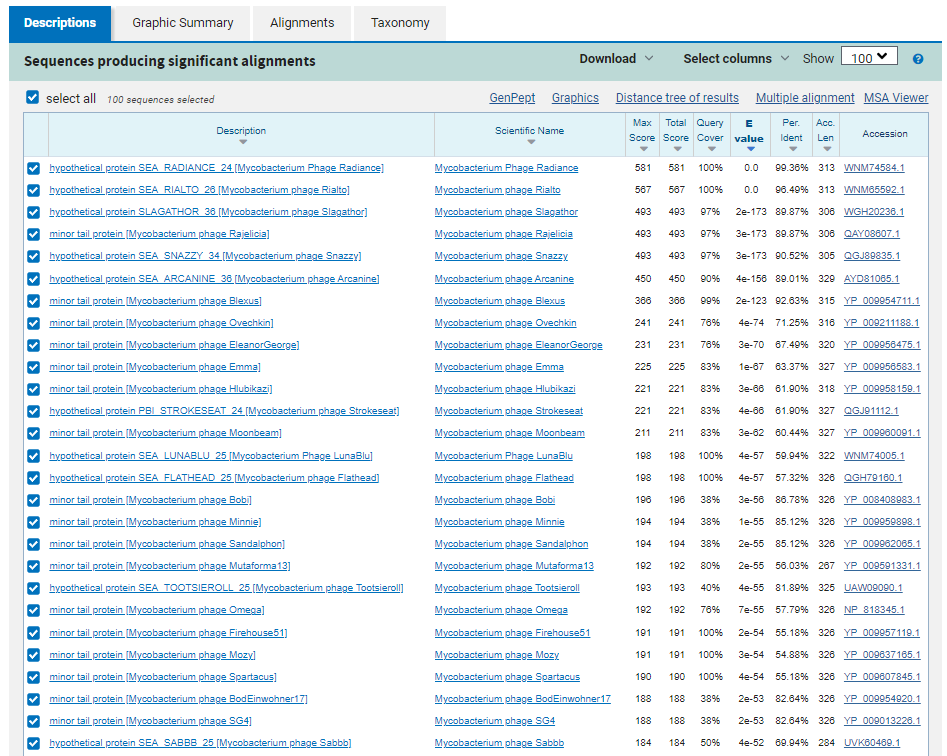 Descriptions Graphic Summary Alignments Taxonomy
Sequences producing significant alignments Download Select columns Show 100 ?
select all 100 sequences selected GenPept Graphics Distance tree of results Multiple alignment MSA Viewer
Description Scientific Name Max Score Total Score Query Cover E value Per. Ident Acc. Len Accession
hypothetical protein SEA_RADIANCE_24 [Mycobacterium Phage Radiance] Mycobacterium Phage Radiance 581 581 100% 0.0 99.36% 313 WNM74584.1
hypothetical protein SEA_RIALTO_26 [Mycobacterium phage Rialto] Mycobacterium phage Rialto 567 567 100% 0.0 96.49% 313 WNM65592.1
hypothetical protein SLAGATHOR_36 [Mycobacterium phage Slagathor] Mycobacterium phage Slagathor 493 493 97% 2e-173 89.87% 306 WGH20236.1
minor tail protein [Mycobacterium phage Rajelicia] Mycobacterium phage Rajelicia 493 493 97% 3e-173 89.87% 306 QAY08607.1
hypothetical protein SEA_SNAZZY_34 [Mycobacterium phage Snazzy] Mycobacterium phage Snazzy 493 493 97% 3e-173 90.52% 305 QGJ89835.1
hypothetical protein SEA_ARCANINE_36 [Mycobacterium phage Arcanine] Mycobacterium phage Arcanine 450 450 90% 4e-156 89.01% 329 AYD81065.1
minor tail protein [Mycobacterium phage Blexus] Mycobacterium phage Blexus 366 366 99% 2e-123 92.63% 315 YP_009954711.1
minor tail protein [Mycobacterium phage Ovechkin] Mycobacterium phage Ovechkin 241 241 76% 4e-74 71.25% 316 YP_009211188.1
minor tail protein [Mycobacterium phage EleanorGeorge] Mycobacterium phage EleanorGeorge 231 231 76% 3e-70 67.49% 320 YP_009956475.1
minor tail protein [Mycobacterium phage Emma] Mycobacterium phage Emma 225 225 83% 1e-67 63.37% 327 YP_009956583.1
minor tail protein [Mycobacterium phage Hlubikazi] Mycobacterium phage Hlubikazi 221 221 83% 3e-66 61.90% 318 YP_009958159.1
hypothetical protein PBI_STROKESEAT_24 [Mycobacterium phage Strokeseat] Mycobacterium phage Strokeseat 221 221 83% 4e-66 61.90% 327 QGJ91112.1
minor tail protein [Mycobacterium phage Moonbeam] Mycobacterium phage Moonbeam 211 211 83% 3e-62 60.44% 327 YP_009960091.1
hypothetical protein SEA_LUNABLU_25 [Mycobacterium Phage LunaBlu] Mycobacterium Phage LunaBlu 198 198 100% 4e-57 59.94% 322 WNM74005.1
hypothetical protein SEA_FLATHEAD_25 [Mycobacterium phage Flathead] Mycobacterium phage Flathead 198 198 100% 4e-57 57.32% 326 QGH79160.1
minor tail protein [Mycobacterium phage Bobi] Mycobacterium phage Bobi 196 196 38% 3e-56 86.78% 326 YP_008408983.1
minor tail protein [Mycobacterium phage Minnie] Mycobacterium phage Minnie 194 194 38% 1e-55 85.12% 326 YP_009959898.1
minor tail protein [Mycobacterium phage Sandalphon] Mycobacterium phage Sandalphon 194 194 38% 2e-55 85.12% 326 YP_009962065.1
minor tail protein [Mycobacterium phage Mutaforma13] Mycobacterium phage Mutaforma13 192 192 80% 2e-55 56.03% 267 YP_009591331.1
hypothetical protein SEA_TOOTSIEROLL_25 [Mycobacterium phage Tootsieroll] Mycobacterium phage Tootsieroll 193 193 40% 4e-55 81.89% 325 UAW09090.1
minor tail protein [Mycobacterium phage Omega] Mycobacterium phage Omega 192 192 76% 7e-55 57.79% 326 NP_818345.1
minor tail protein [Mycobacterium phage Firehouse51] Mycobacterium phage Firehouse51 191 191 100% 2e-54 55.18% 326 YP_009957119.1
minor tail protein [Mycobacterium phage Mozy] Mycobacterium phage Mozy 191 191 100% 3e-54 54.88% 326 YP_009637165.1
minor tail protein [Mycobacterium phage Spartacus] Mycobacterium phage Spartacus 190 190 100% 4e-54 55.18% 326 YP_009607845.1
minor tail protein [Mycobacterium phage BodEinwohner17] Mycobacterium phage BodEinwohner17 188 188 38% 2e-53 82.64% 326 YP_009954920.1
minor tail protein [Mycobacterium phage SG4] Mycobacterium phage SG4 188 188 38% 2e-53 82.64% 326 YP_009013226.1
hypothetical protein SEA_SABBB_25 [Mycobacterium phage Sabbb] Mycobacterium phage Sabbb 184 184 50% 4e-52 69.94% 284 UVK60469.1